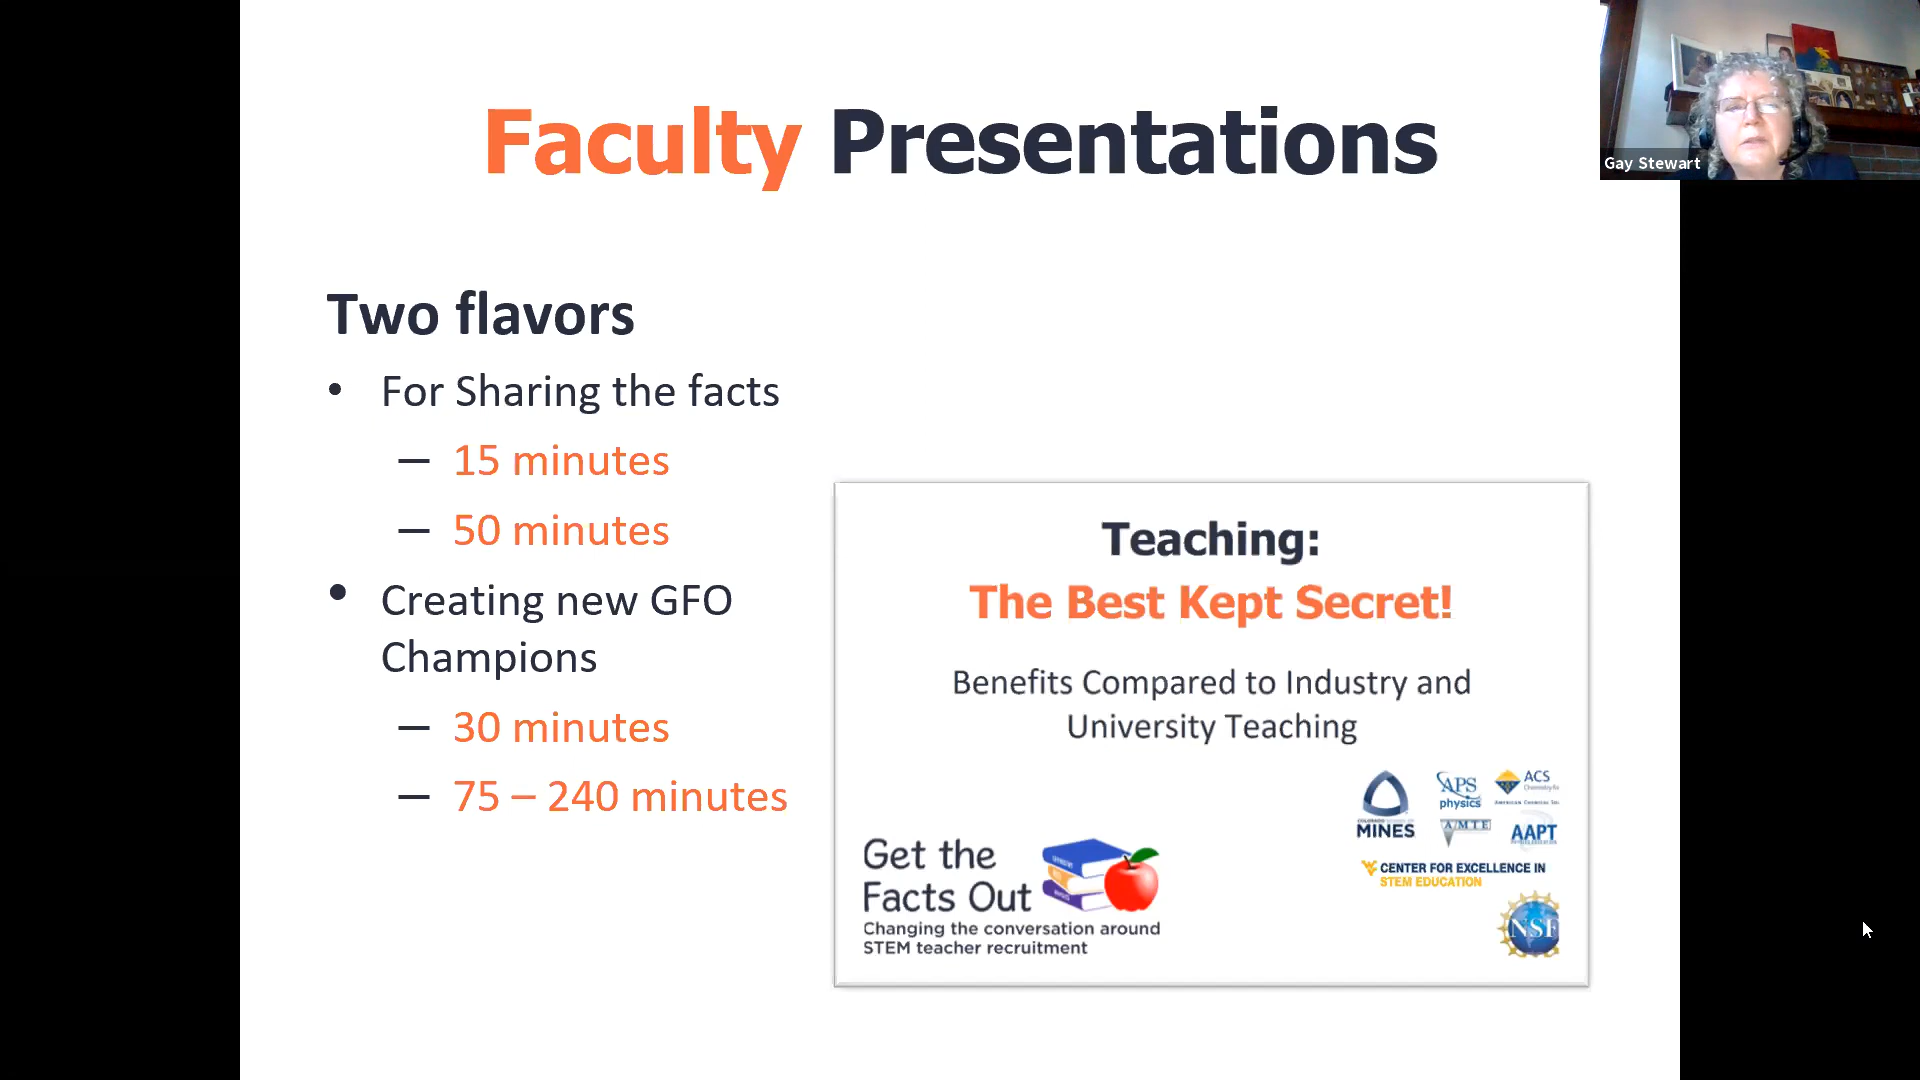 Faculty Presentations
Gay Stewart
Two flavors
• For Sharing the facts
– 15 minutes
– 50 minutes
• Creating new GFO
Champions
– 30 minutes
– 75 – 240 minutes
Teaching:
The Best Kept Secret!
Benefits Compared to Industry and
University Teaching
MINES
APS
physics
ACS
AMTE
AAPT
CENTER FOR EXCELLENCE IN
STEM EDUCATION
NSF
Get the
Facts Out
Changing the conversation around
STEM teacher recruitment